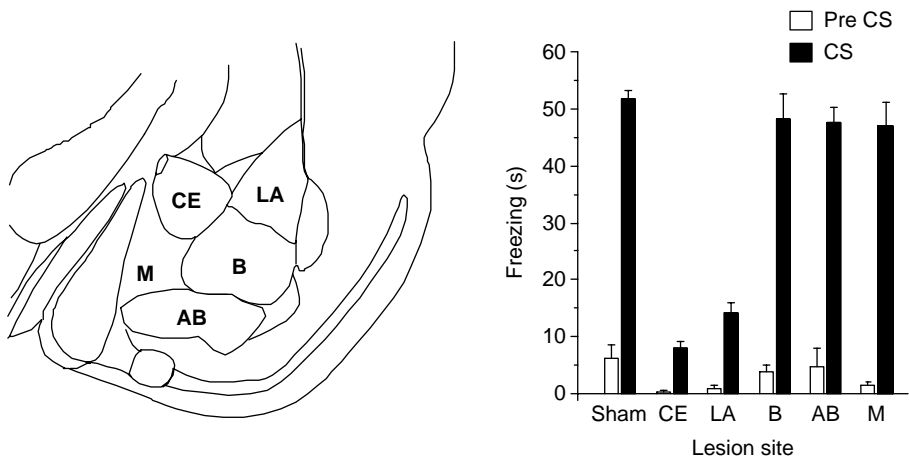 CE
LA
M
B
AB
Pre CS
CS
Freezing (s)
60
50
40
30
20
10
0
Sham CE LA B AB M
Lesion site